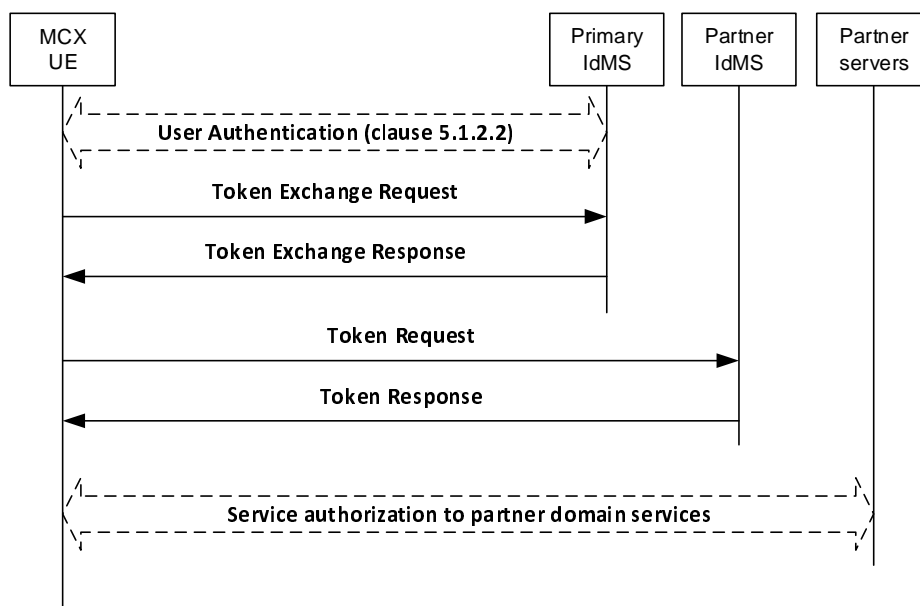 MCX
UE
Primary
IdMS
Partner
IdMS
Partner
servers
User Authentication (clause 5.1.2.2)
Token Exchange Request
Token Exchange Response
Token Request
Token Response
Service authorization to partner domain services